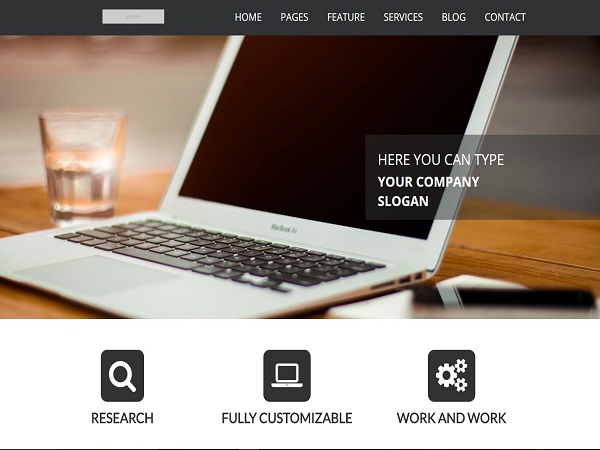 HOME PAGES FEATURE SERVICES BLOG CONTACT
HERE YOU CAN TYPE
YOUR COMPANY
SLOGAN
MacBook Air
RESEARCH FULLY CUSTOMIZABLE WORK AND WORK